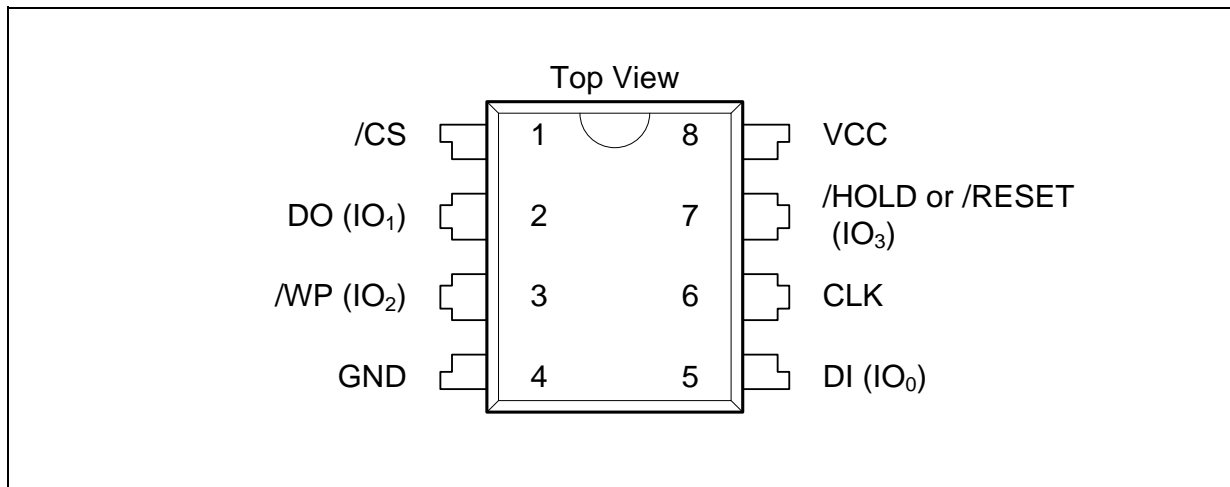 Top View
/CS 1 8 VCC
DO (IO₁) 2 7 /HOLD or /RESET
(IO₃)
/WP (IO₂) 3 6 CLK
GND 4 5 DI (IO₀)